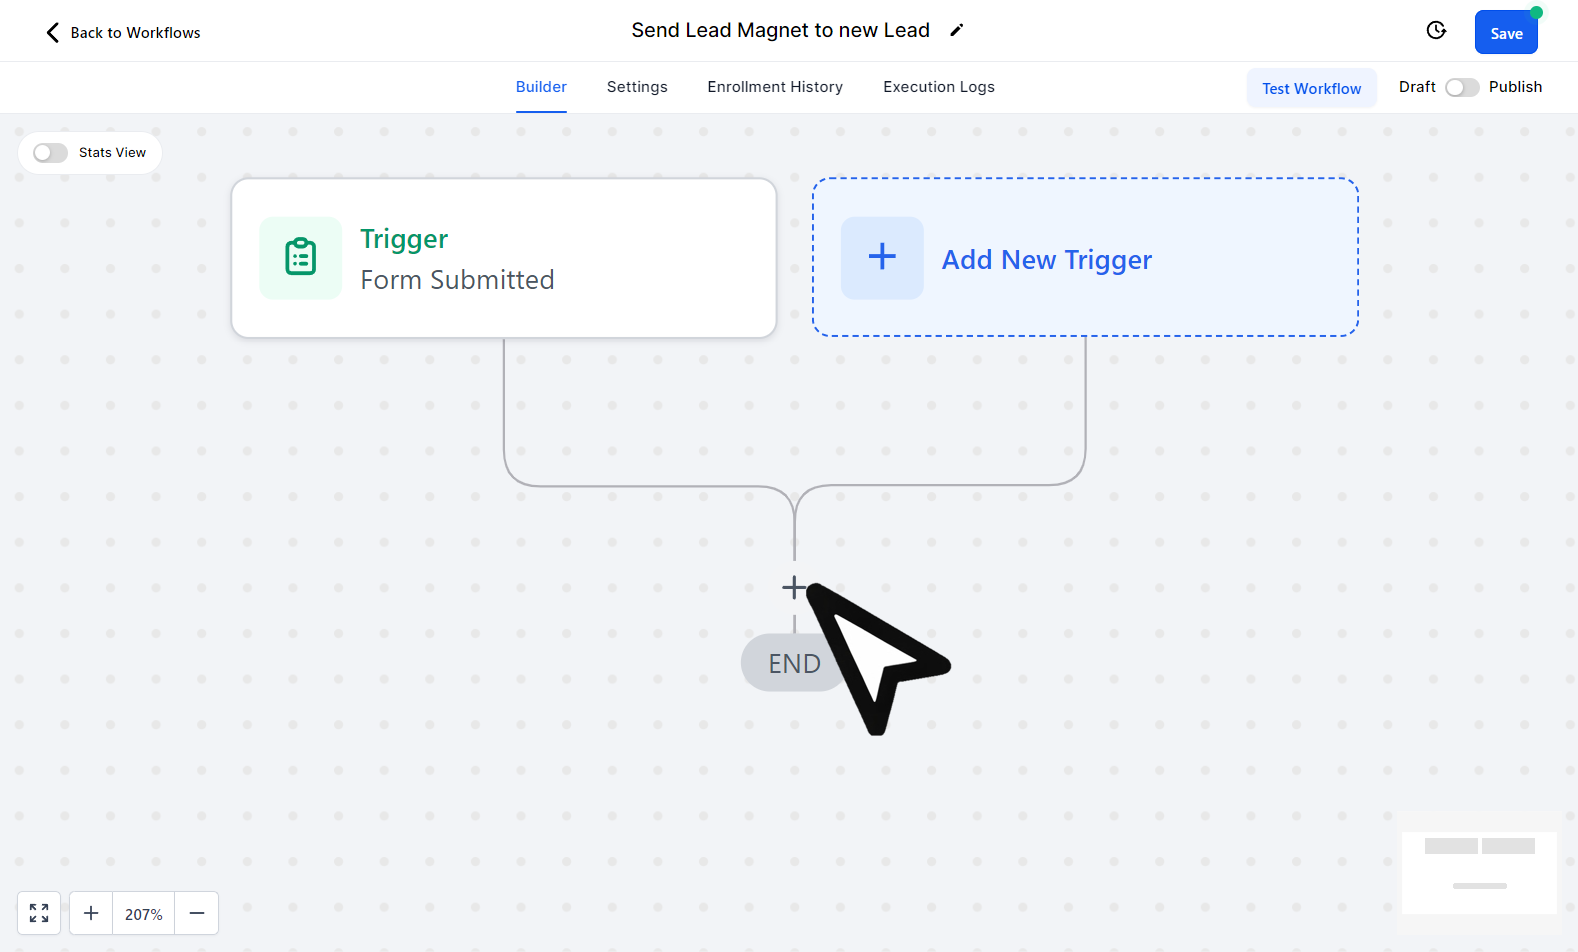 Back to Workflows
Send Lead Magnet to new Lead
Save
Builder
Settings
Enrollment History
Execution Logs
Test Workflow
Draft
Publish
Stats View
Trigger
Form Submitted
Add New Trigger
END
207%